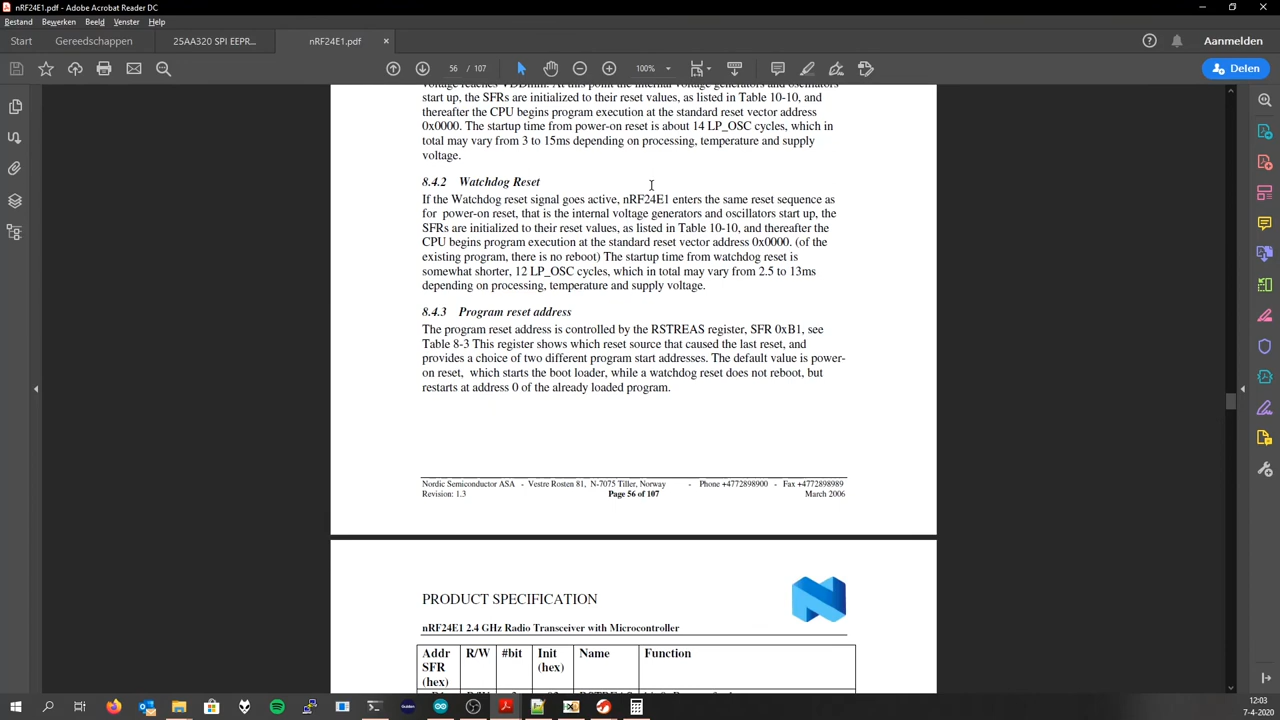 nRF24E1.pdf - Adobe Acrobat Reader DC
Bestand Bewerken Beeld Venster Help
Start Gereedschappen 25AA320 SPI EEPR... nRF24E1.pdf × Aanmelden
56 / 107 100% Delen
start up, the SFRs are initialized to their reset values, as listed in Table 10-10, and
thereafter the CPU begins program execution at the standard reset vector address
0x0000. The startup time from power-on reset is about 14 LP_OSC cycles, which in
total may vary from 3 to 15ms depending on processing, temperature and supply
voltage.
8.4.2 Watchdog Reset
If the Watchdog reset signal goes active, nRF24E1 enters the same reset sequence as
for power-on reset, that is the internal voltage generators and oscillators start up, the
SFRs are initialized to their reset values, as listed in Table 10-10, and thereafter the
CPU begins program execution at the standard reset vector address 0x0000. (of the
existing program, there is no reboot) The startup time from watchdog reset is
somewhat shorter, 12 LP_OSC cycles, which in total may vary from 2.5 to 13ms
depending on processing, temperature and supply voltage.
8.4.3 Program reset address
The program reset address is controlled by the RSTREAS register, SFR 0xB1, see
Table 8-3 This register shows which reset source that caused the last reset, and
provides a choice of two different program start addresses. The default value is power-
on reset, which starts the boot loader, while a watchdog reset does not reboot, but
restarts at address 0 of the already loaded program.
Nordic Semiconductor ASA - Vestre Rosten 81, N-7075 Tiller, Norway - Phone +4772898900 - Fax +4772898989
Revision: 1.3 Page 56 of 107 March 2006
PRODUCT SPECIFICATION
nRF24E1 2.4 GHz Radio Transceiver with Microcontroller
Addr R/W #bit Init Name Function
SFR (hex)
(hex)
12:03
7-4-2020